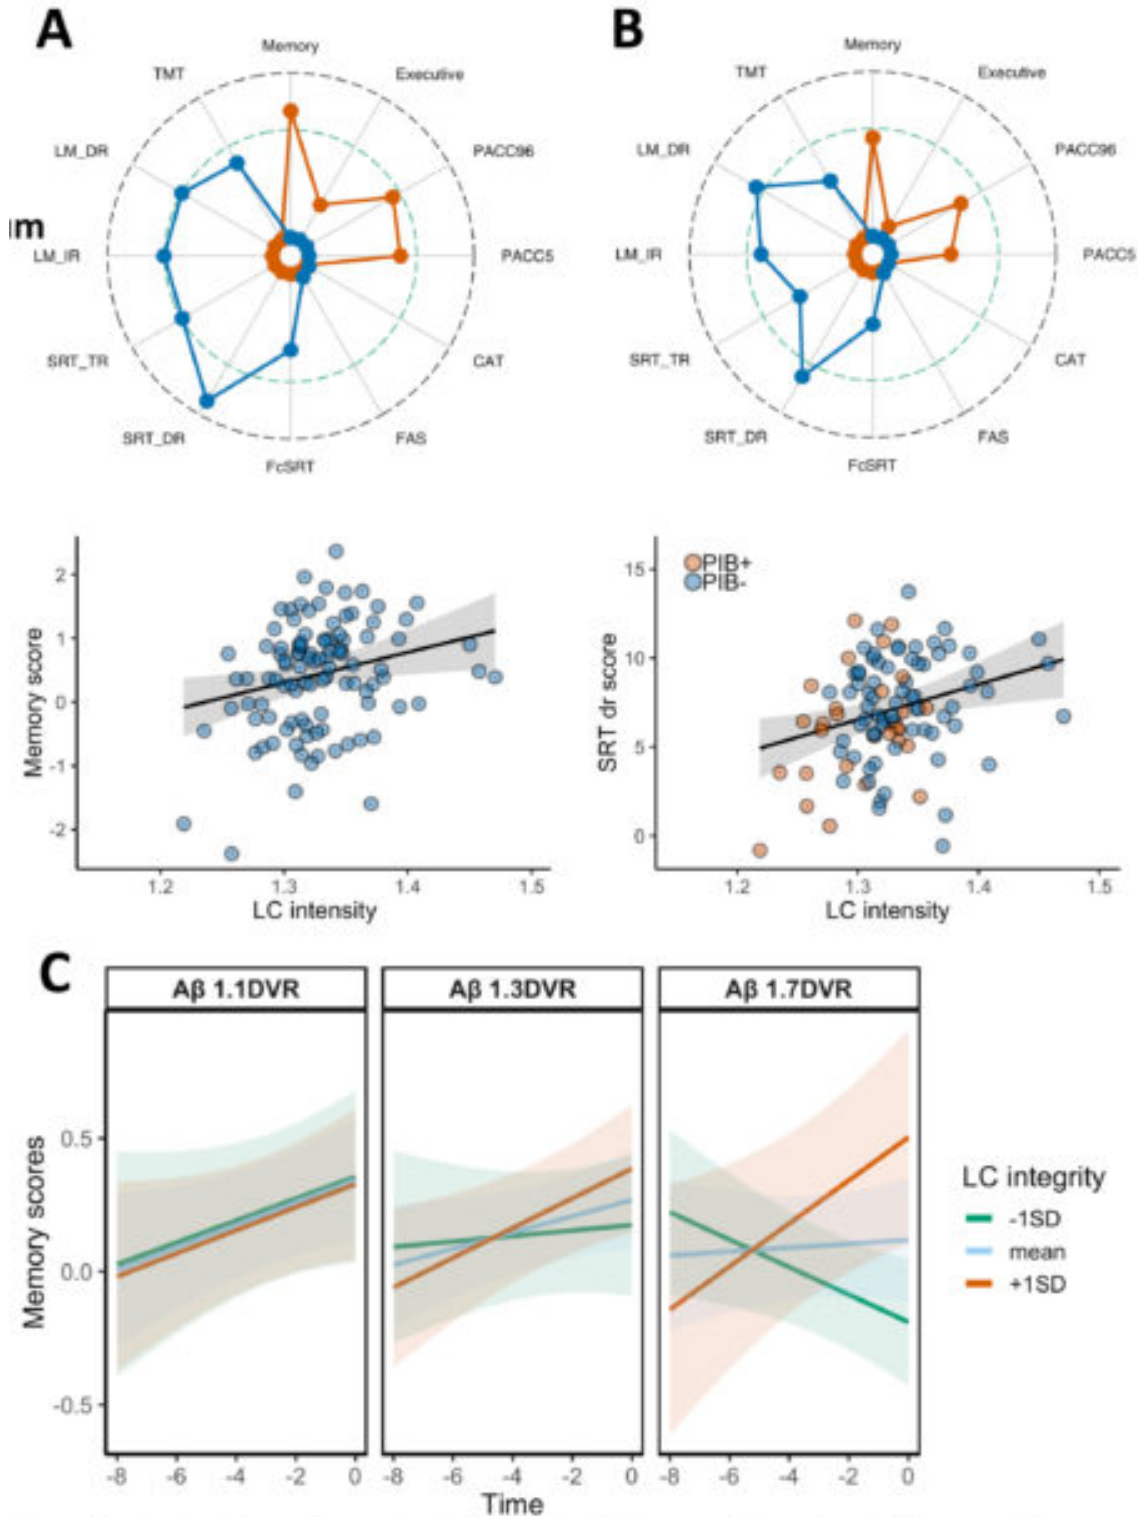 A
B
Memory
Executive
PACC96
PACC5
CAT
FAS
FcSRT
SRT_DR
SRT_TR
LM_IR
LM_DR
TMT
Memory
Executive
PACC96
PACC5
CAT
FAS
FcSRT
SRT_DR
SRT_TR
LM_IR
LM_DR
TMT
Memory score
2
1
0
-1
-2
1.2 1.3 1.4 1.5
LC intensity
SRT dr score
15
10
5
0
PIB+
PIB-
1.2 1.3 1.4 1.5
LC intensity
C
Aβ 1.1DVR
Aβ 1.3DVR
Aβ 1.7DVR
Memory scores
0.5
0.0
-0.5
-8 -6 -4 -2 0
-8 -6 -4 -2 0
-8 -6 -4 -2 0
Time
LC integrity
-1SD
mean
+1SD